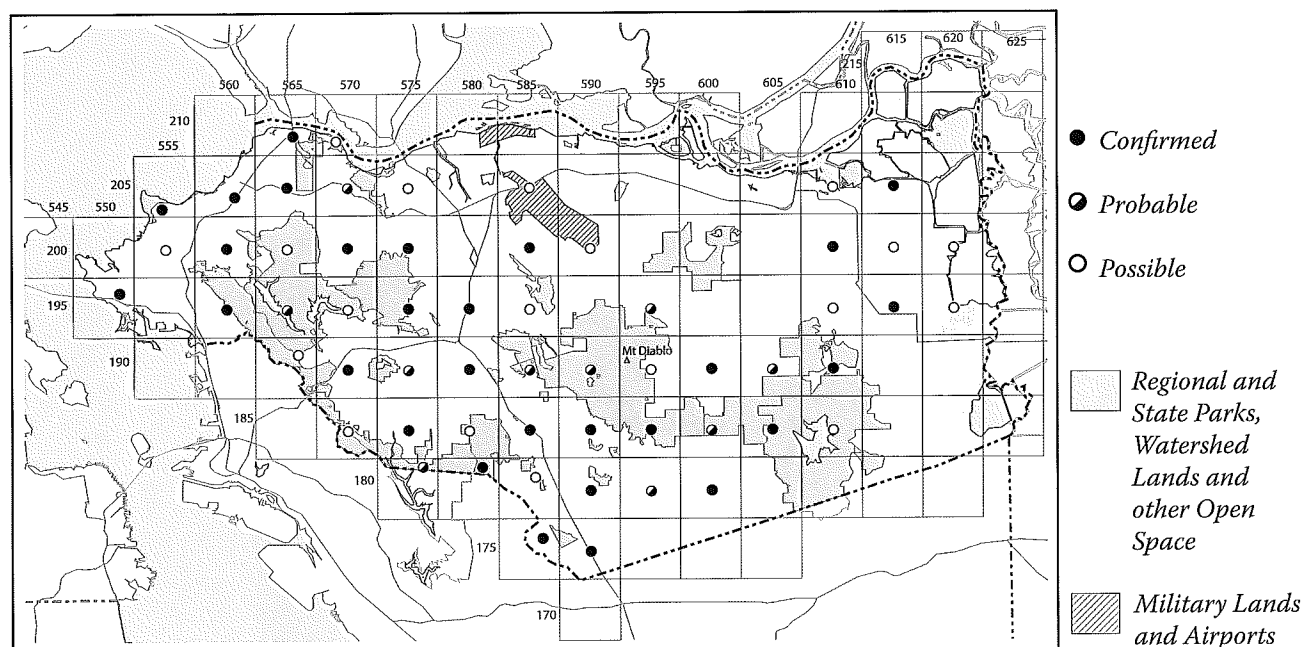 615 620 625
215
560 565 570 575 580 585 590 595 600 605 610
210
555
205
545 550
200
195
190
Mt Diablo
185
180
175
170
Confirmed
Probable
Possible
Regional and
State Parks,
Watershed
Lands and
other Open
Space
Military Lands
and Airports